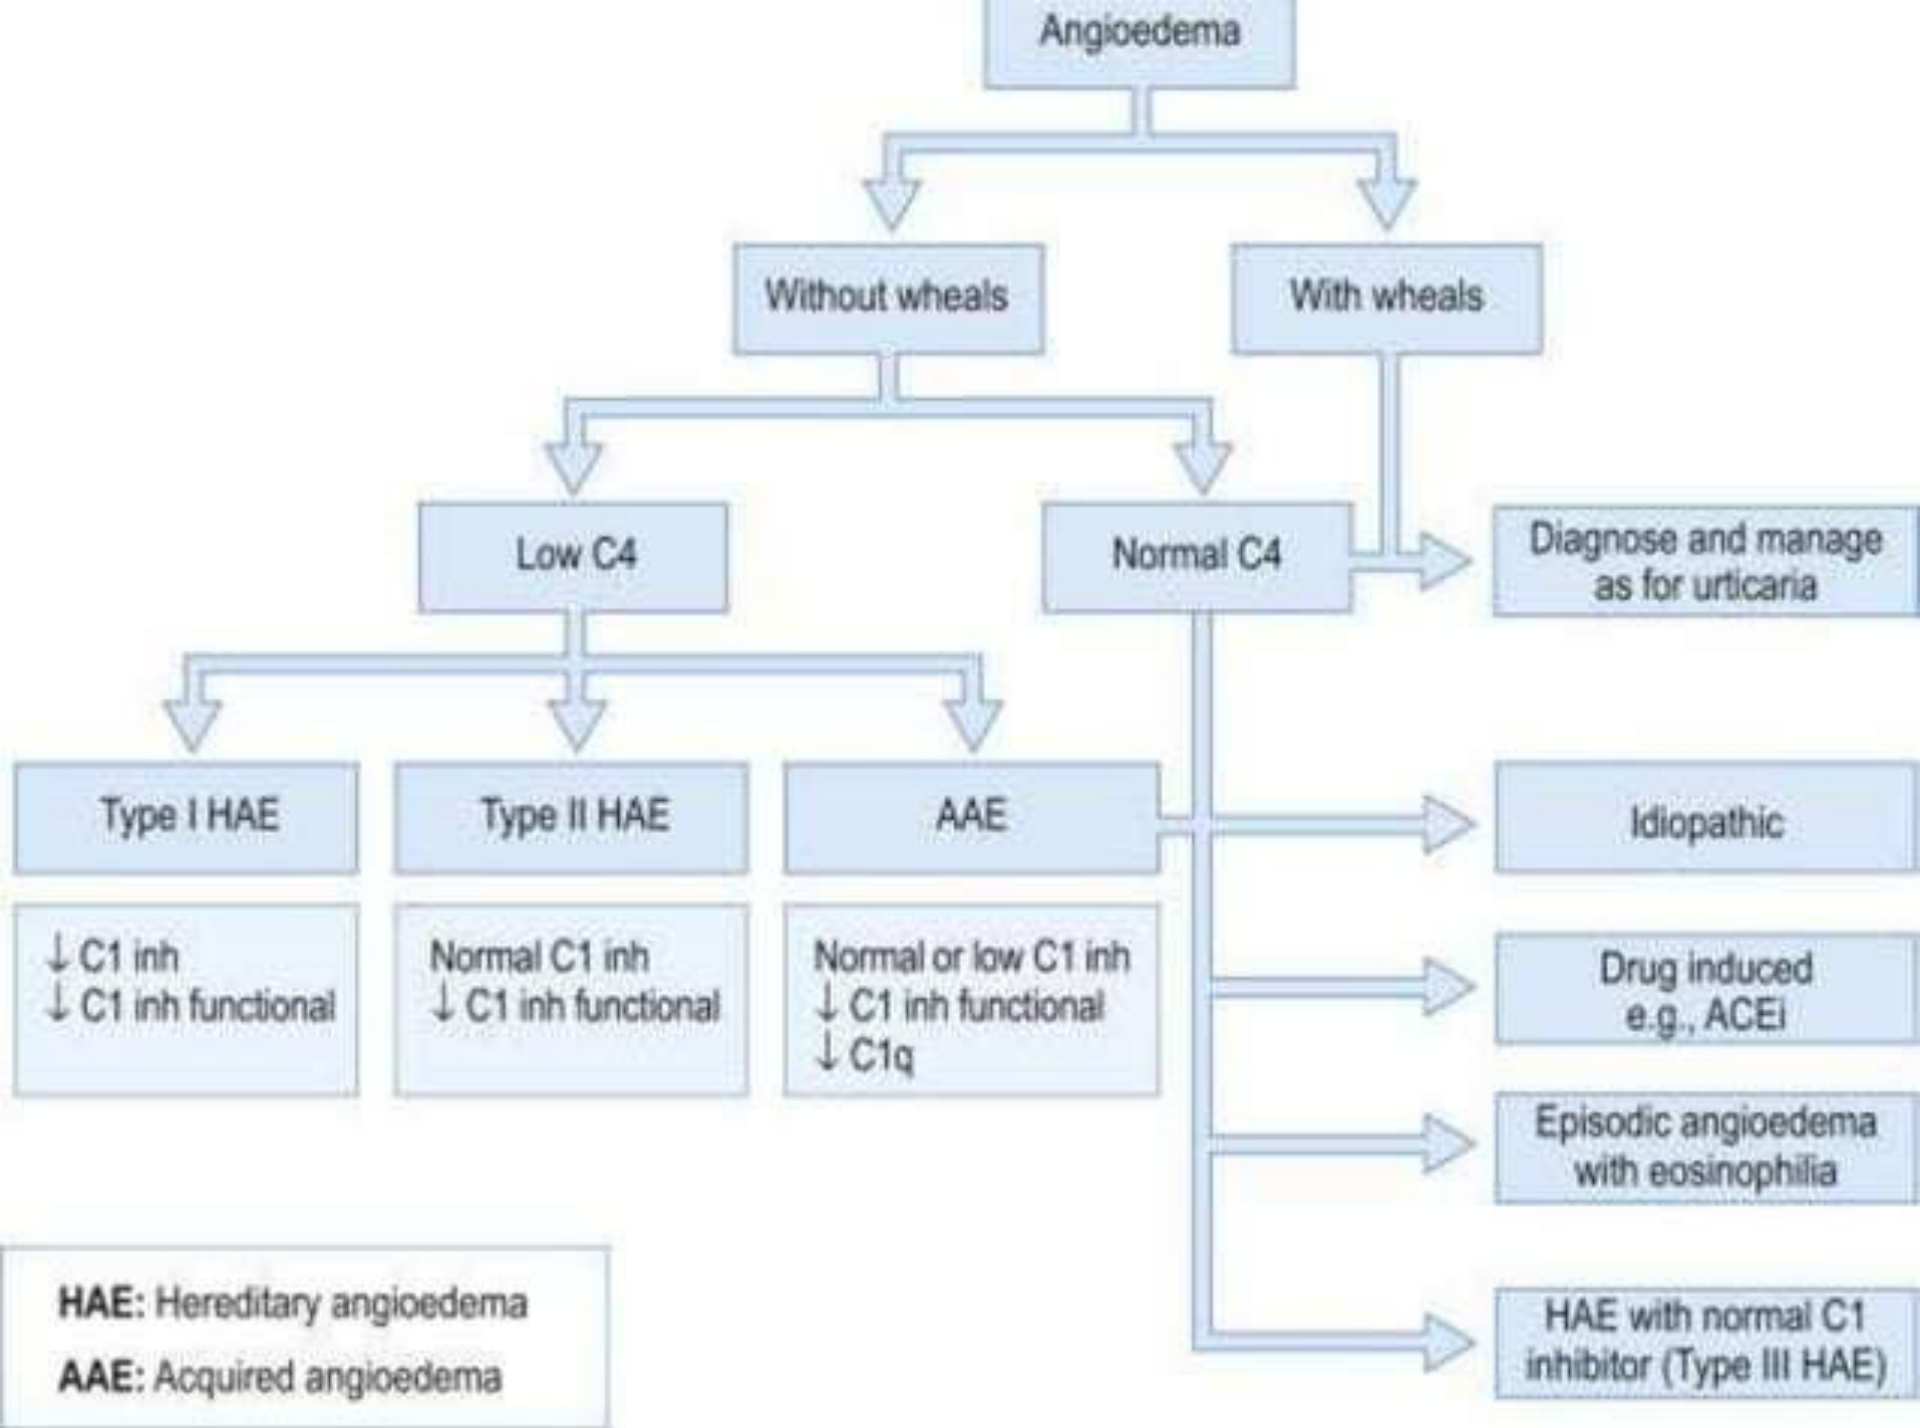 Angioedema
Without wheals
With wheals
Low C4
Normal C4
Diagnose and manage
as for urticaria
Type I HAE
Type II HAE
AAE
Idiopathic
↓ C1 inh
↓ C1 inh functional
Normal C1 inh
↓ C1 inh functional
Normal or low C1 inh
↓ C1 inh functional
↓ C1q
Drug induced
e.g., ACEi
Episodic angioedema
with eosinophilia
HAE with normal C1
inhibitor (Type III HAE)
HAE: Hereditary angioedema
AAE: Acquired angioedema